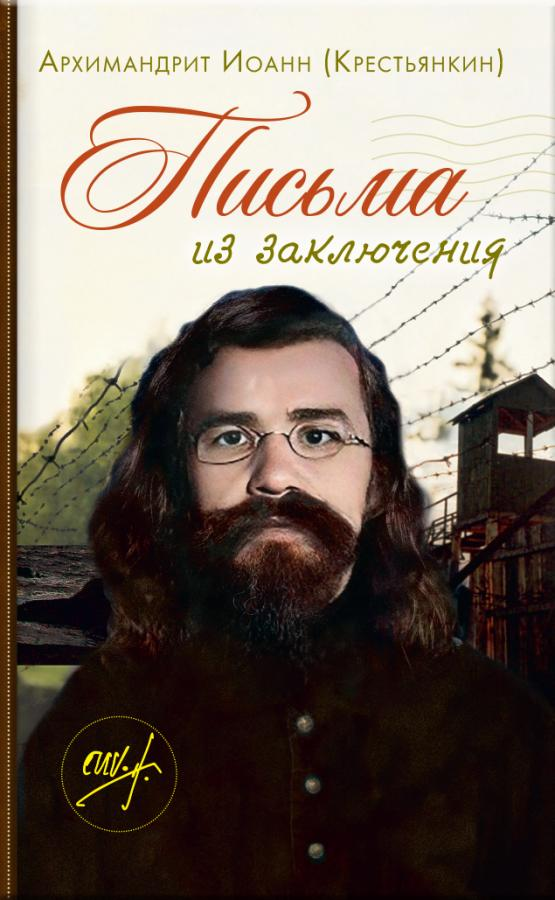 Архимандрит Иоанн (Крестьянкин)
Письма
из заключения